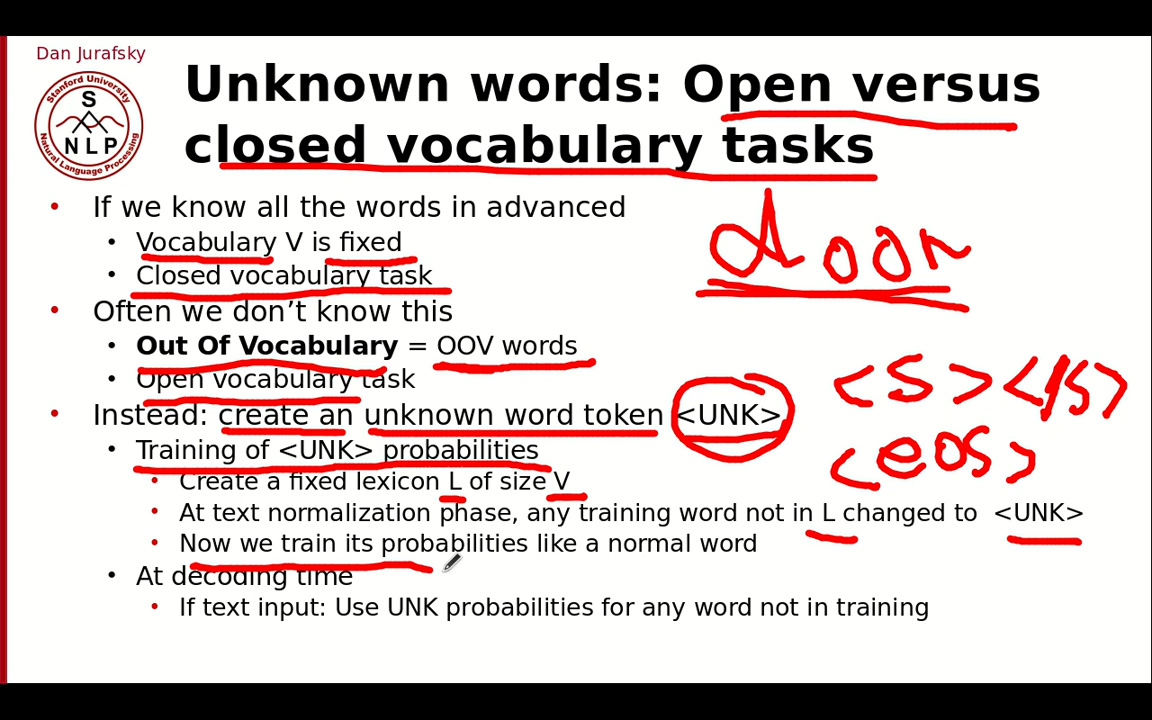 Dan Jurafsky
Stanford University
S
NLP
Natural Language Processing
Unknown words: Open versus
closed vocabulary tasks
• If we know all the words in advanced
• Vocabulary V is fixed
• Closed vocabulary task
door
• Often we don’t know this
• Out Of Vocabulary = OOV words
• Open vocabulary task
<S> </S>
• Instead: create an unknown word token <UNK>
<eos>
• Training of <UNK> probabilities
• Create a fixed lexicon L of size V
• At text normalization phase, any training word not in L changed to <UNK>
• Now we train its probabilities like a normal word
• At decoding time
• If text input: Use UNK probabilities for any word not in training